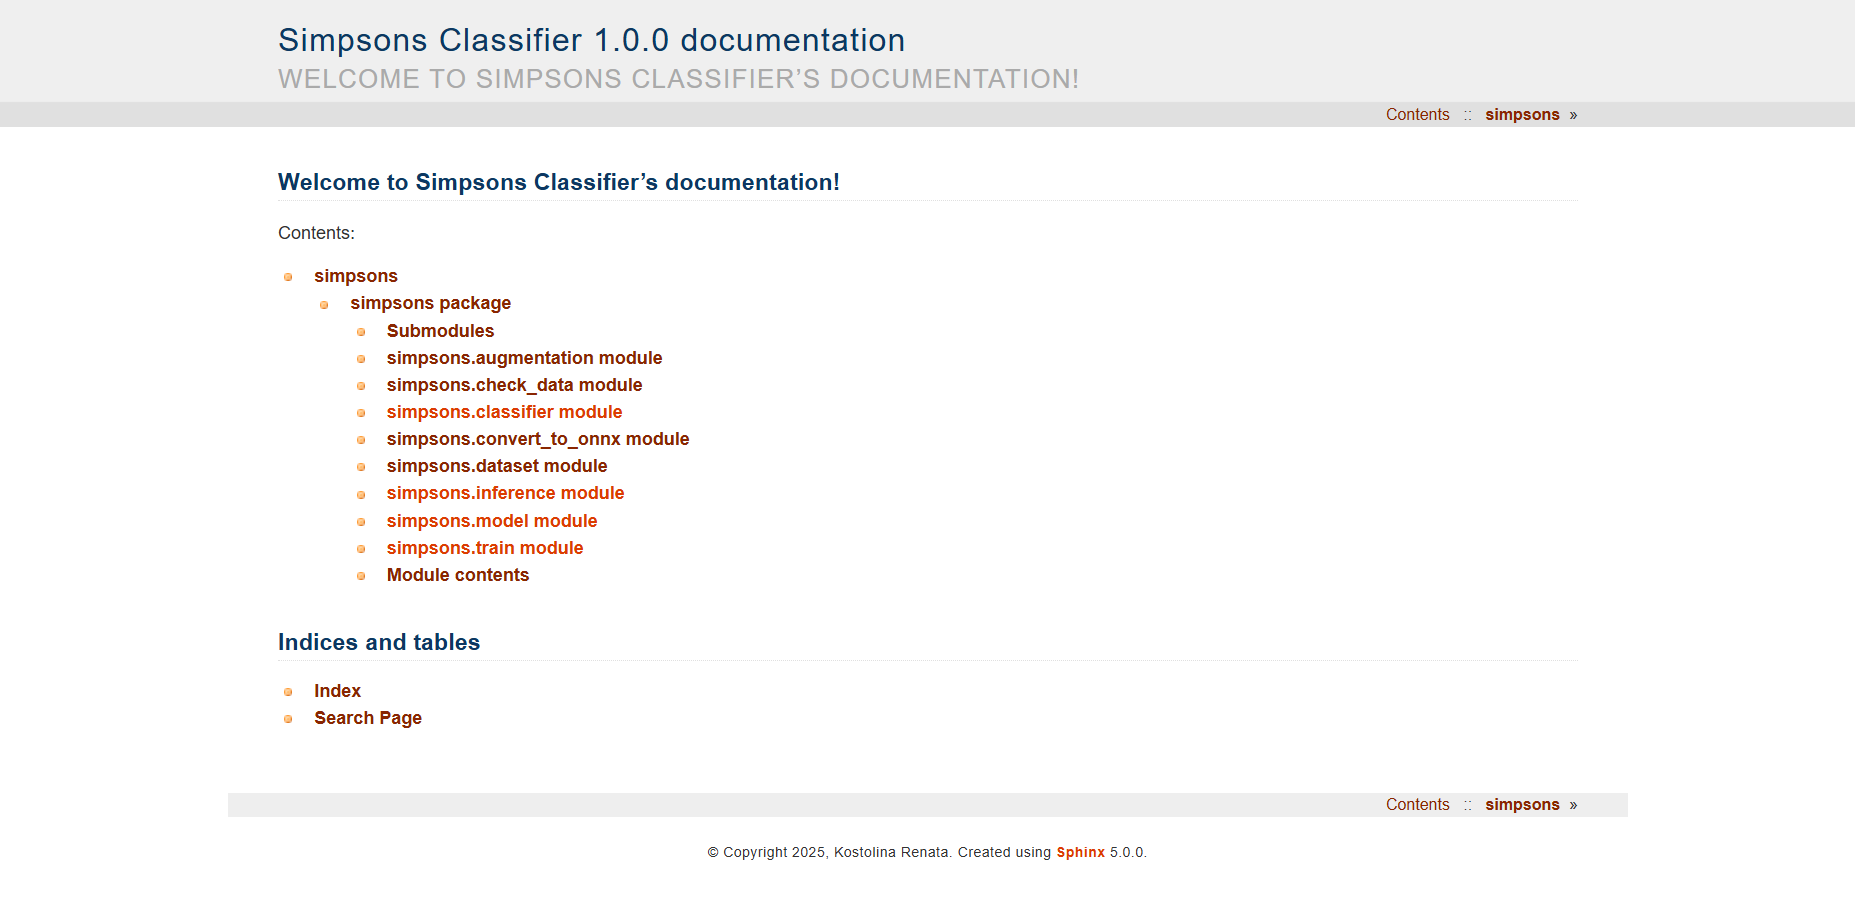 Simpsons Classifier 1.0.0 documentation
WELCOME TO SIMPSONS CLASSIFIER’S DOCUMENTATION!
Contents :: simpsons »
Welcome to Simpsons Classifier’s documentation!
Contents:
simpsons
simpsons package
Submodules
simpsons.augmentation module
simpsons.check_data module
simpsons.classifier module
simpsons.convert_to_onnx module
simpsons.dataset module
simpsons.inference module
simpsons.model module
simpsons.train module
Module contents
Indices and tables
Index
Search Page
Contents :: simpsons »
© Copyright 2025, Kostolina Renata. Created using Sphinx 5.0.0.